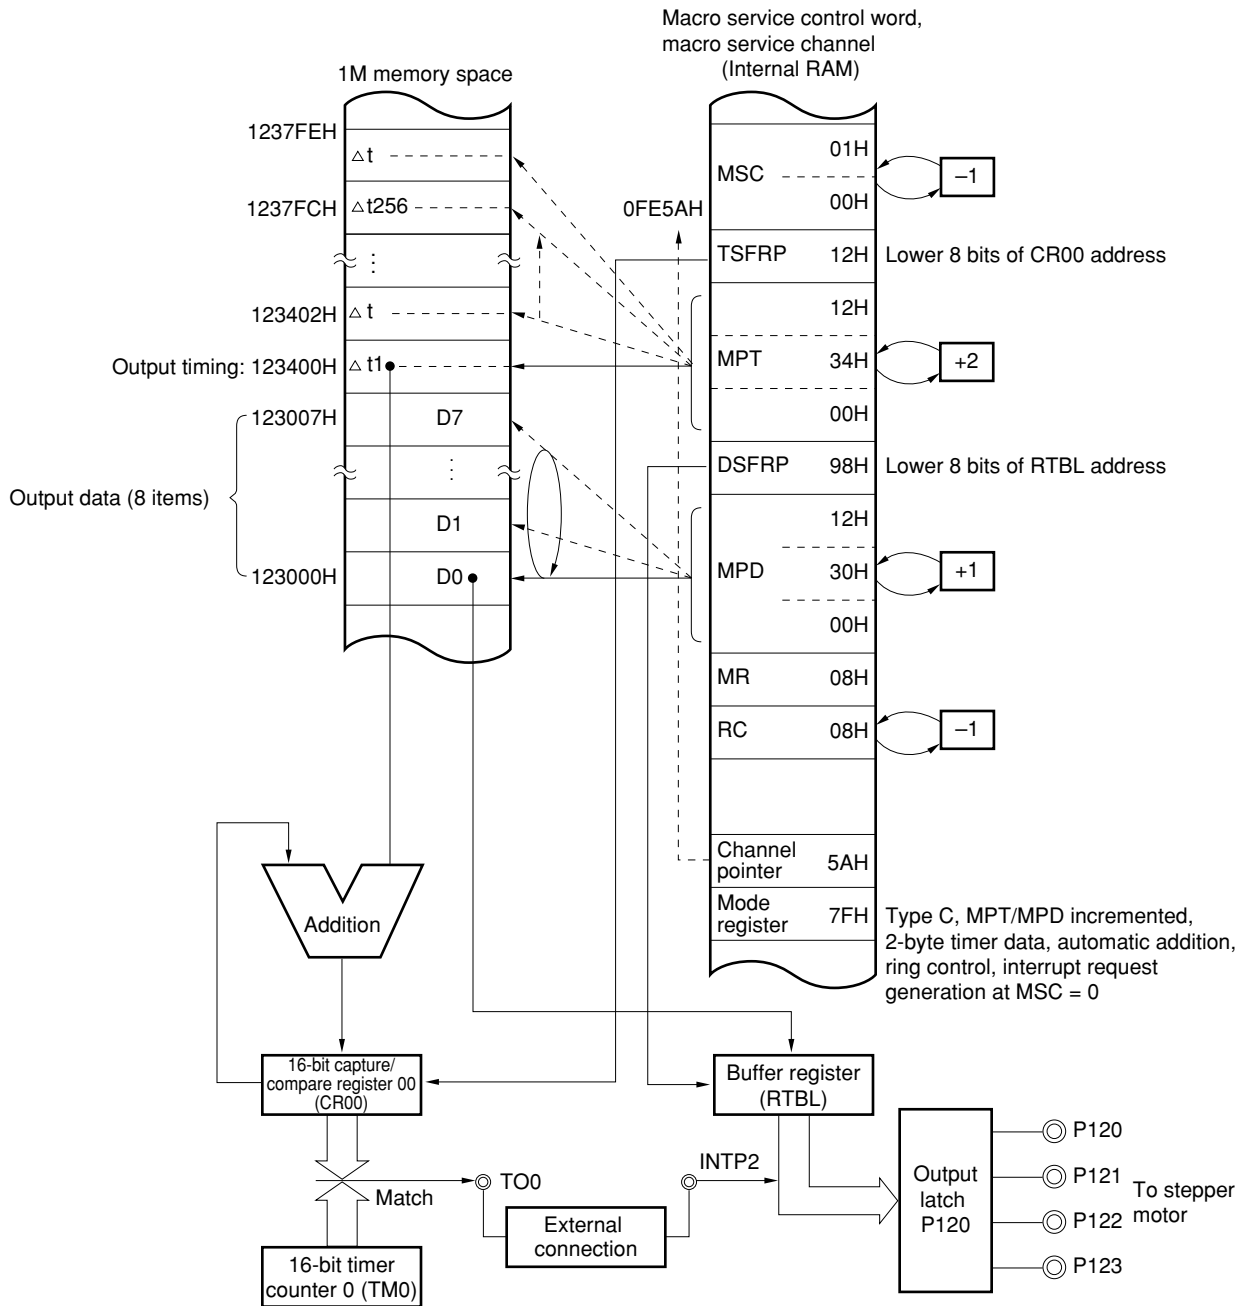 Macro service control word,
macro service channel
(Internal RAM)
1M memory space
1237FEH
△t
1237FCH
△t256
⋮
123402H
△t
Output timing: 123400H
△t1
123007H
D7
⋮
Output data (8 items)
D1
123000H
D0
0FE5AH
MSC
01H
00H
–1
TSFRP
12H
Lower 8 bits of CR00 address
12H
MPT
34H
+2
00H
DSFRP
98H
Lower 8 bits of RTBL address
12H
MPD
30H
+1
00H
MR
08H
RC
08H
–1
Channel
pointer
5AH
Mode
register
7FH
Type C, MPT/MPD incremented,
2-byte timer data, automatic addition,
ring control, interrupt request
generation at MSC = 0
Addition
16-bit capture/
compare register 00
(CR00)
Buffer register
(RTBL)
Match
TO0
INTP2
External
connection
16-bit timer
counter 0 (TM0)
Output
latch
P120
P120
P121
P122
P123
To stepper
motor